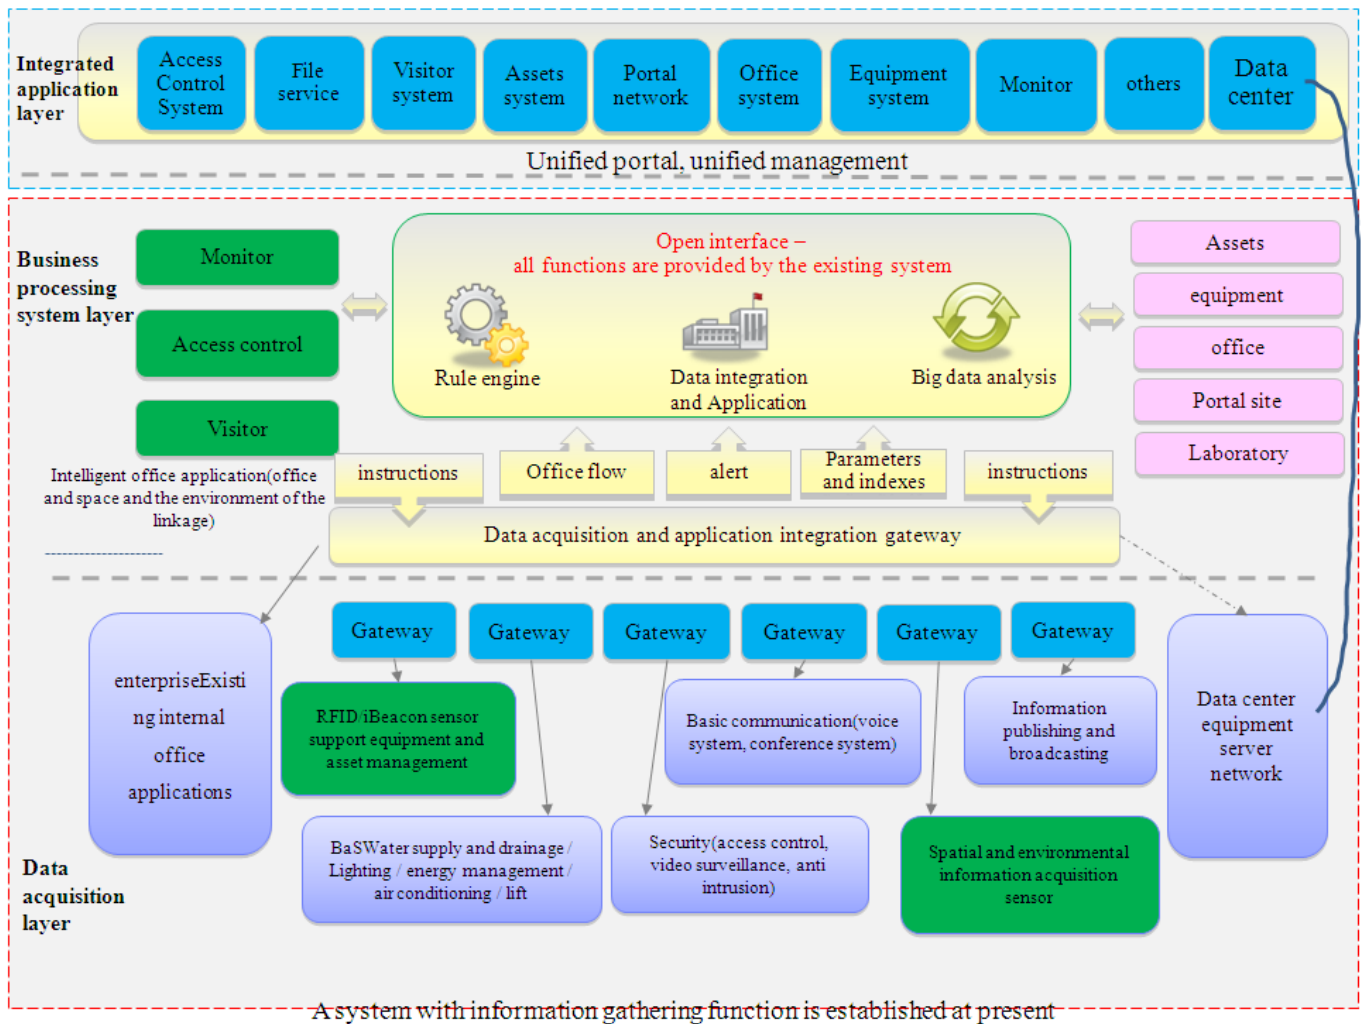 Integrated
application
layer
Access
Control
System
File
service
Visitor
system
Assets
system
Portal
network
Office
system
Equipment
system
Monitor
others
Data
center
Unified portal, unified management
Business
processing
system layer
Monitor
Access control
Visitor
Intelligent office application(office
and space and the environment of the
linkage)
----------------------
Open interface –
all functions are provided by the existing system
Rule engine
Data integration
and Application
Big data analysis
Assets
equipment
office
Portal site
Laboratory
instructions
Office flow
alert
Parameters
and indexes
instructions
Data acquisition and application integration gateway
Data
acquisition
layer
enterpriseExisti
ng internal
office
applications
Gateway
Gateway
Gateway
Gateway
Gateway
Gateway
RFID/iBeacon sensor
support equipment and
asset management
Basic communication(voice
system, conference system)
Information
publishing and
broadcasting
Data center
equipment
server
network
BaSWater supply and drainage /
Lighting / energy management /
air conditioning / lift
Security(access control,
video surveillance, anti
intrusion)
Spatial and environmental
information acquisition
sensor
A system with information gathering function is established at present